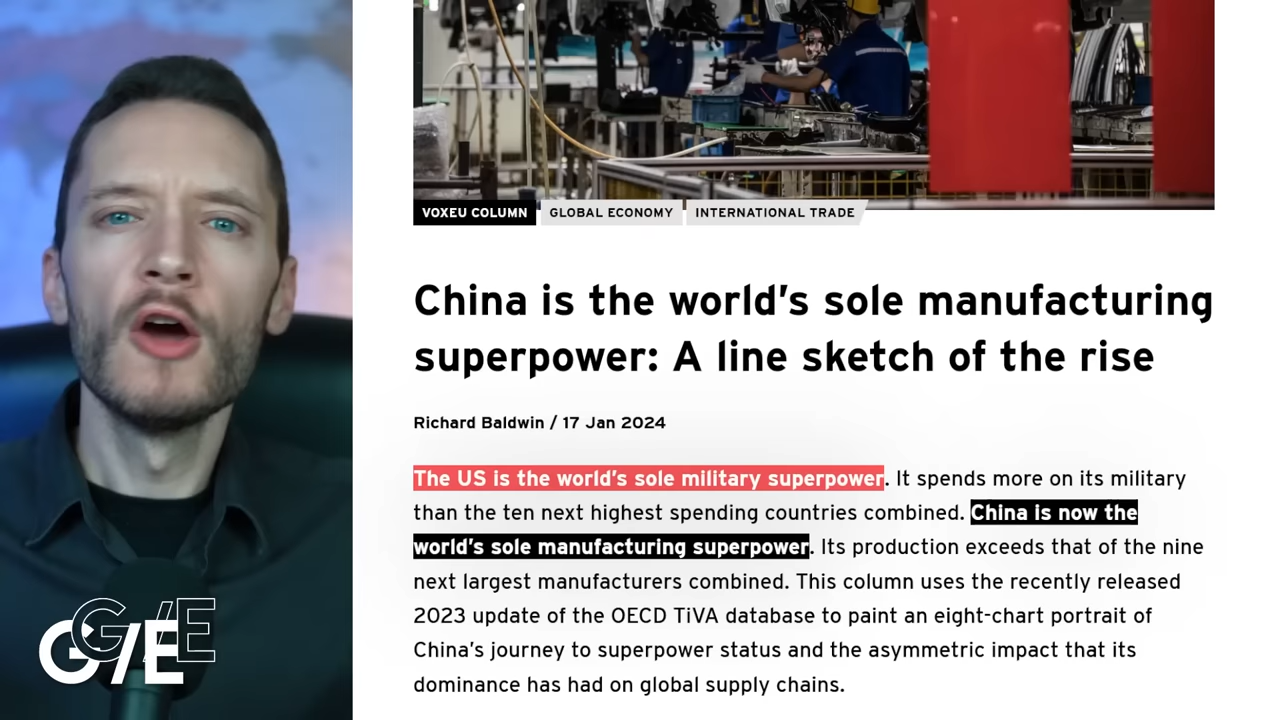 VOXEU COLUMN GLOBAL ECONOMY INTERNATIONAL TRADE
China is the world's sole manufacturing
superpower: A line sketch of the rise
Richard Baldwin / 17 Jan 2024
The US is the world's sole military superpower. It spends more on its military
than the ten next highest spending countries combined. China is now the
world's sole manufacturing superpower. Its production exceeds that of the nine
next largest manufacturers combined. This column uses the recently released
2023 update of the OECD TiVA database to paint an eight-chart portrait of
China's journey to superpower status and the asymmetric impact that its
dominance has had on global supply chains.
G/E
G/E